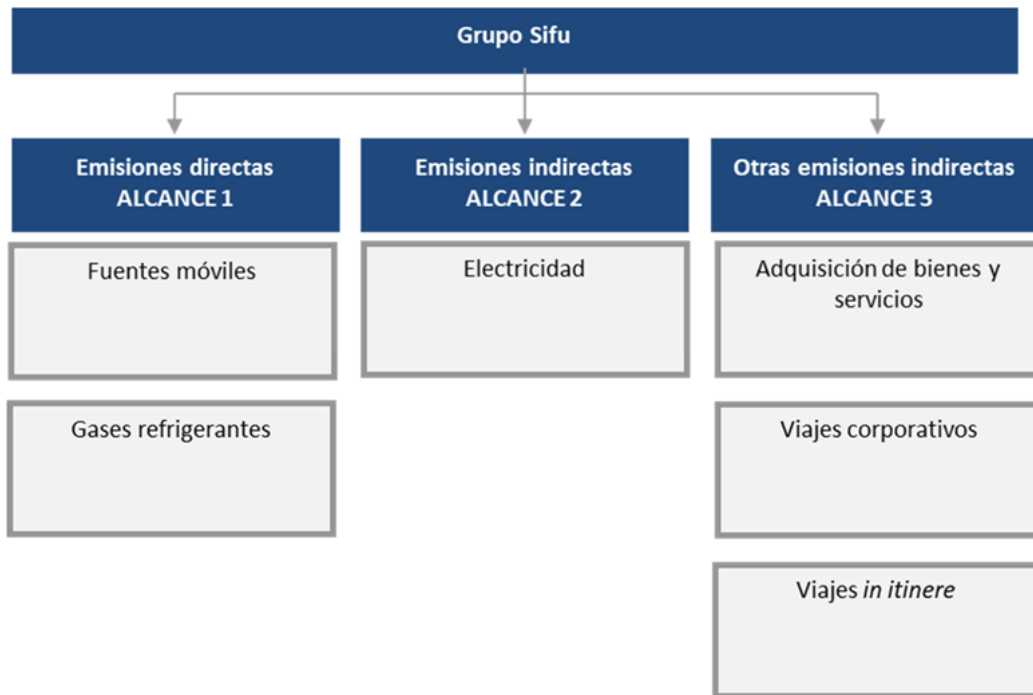 Grupo Sifu
Emisiones directas
ALCANCE 1
Emisiones indirectas
ALCANCE 2
Otras emisiones indirectas
ALCANCE 3
Fuentes móviles
Electricidad
Adquisición de bienes y
servicios
Gases refrigerantes
Viajes corporativos
Viajes in itinere